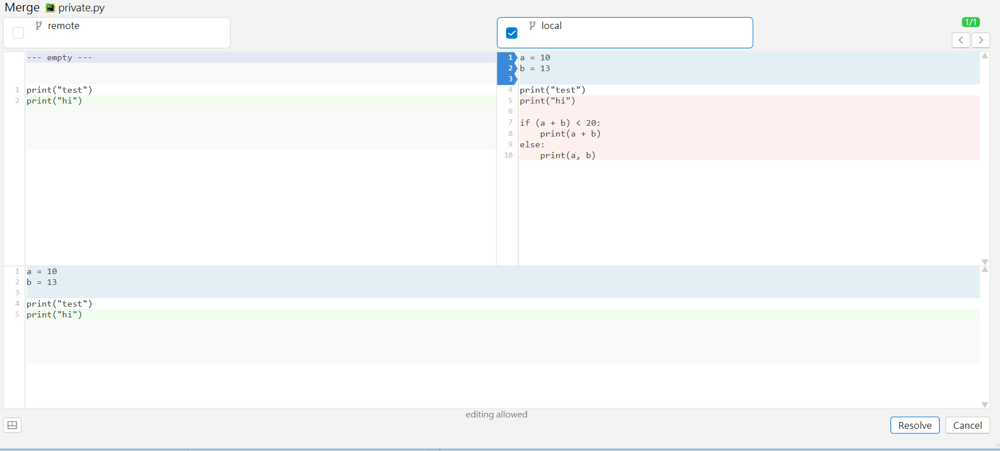 Merge private.py
remote
local
1/1
--- empty ---
1 print("test")
2 print("hi")
1 a = 10
2 b = 13
3
4 print("test")
5 print("hi")
6
7 if (a + b) < 20:
8     print(a + b)
9 else:
10     print(a, b)
1 a = 10
2 b = 13
3
4 print("test")
5 print("hi")
editing allowed
Resolve Cancel